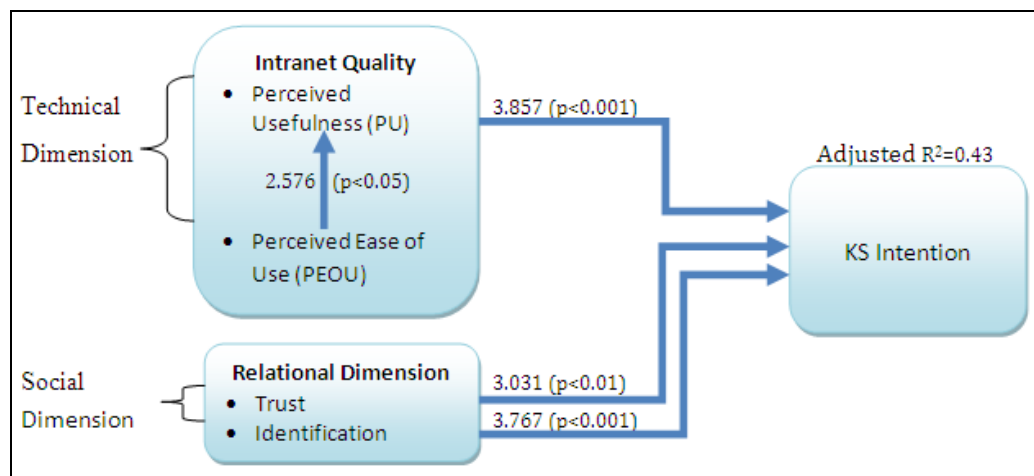 Technical
Dimension
Intranet Quality
• Perceived
Usefulness (PU)
2.576 (p<0.05)
• Perceived Ease of
Use (PEOU)
3.857 (p<0.001)
Adjusted R²=0.43
KS Intention
Social
Dimension
Relational Dimension
• Trust
• Identification
3.031 (p<0.01)
3.767 (p<0.001)